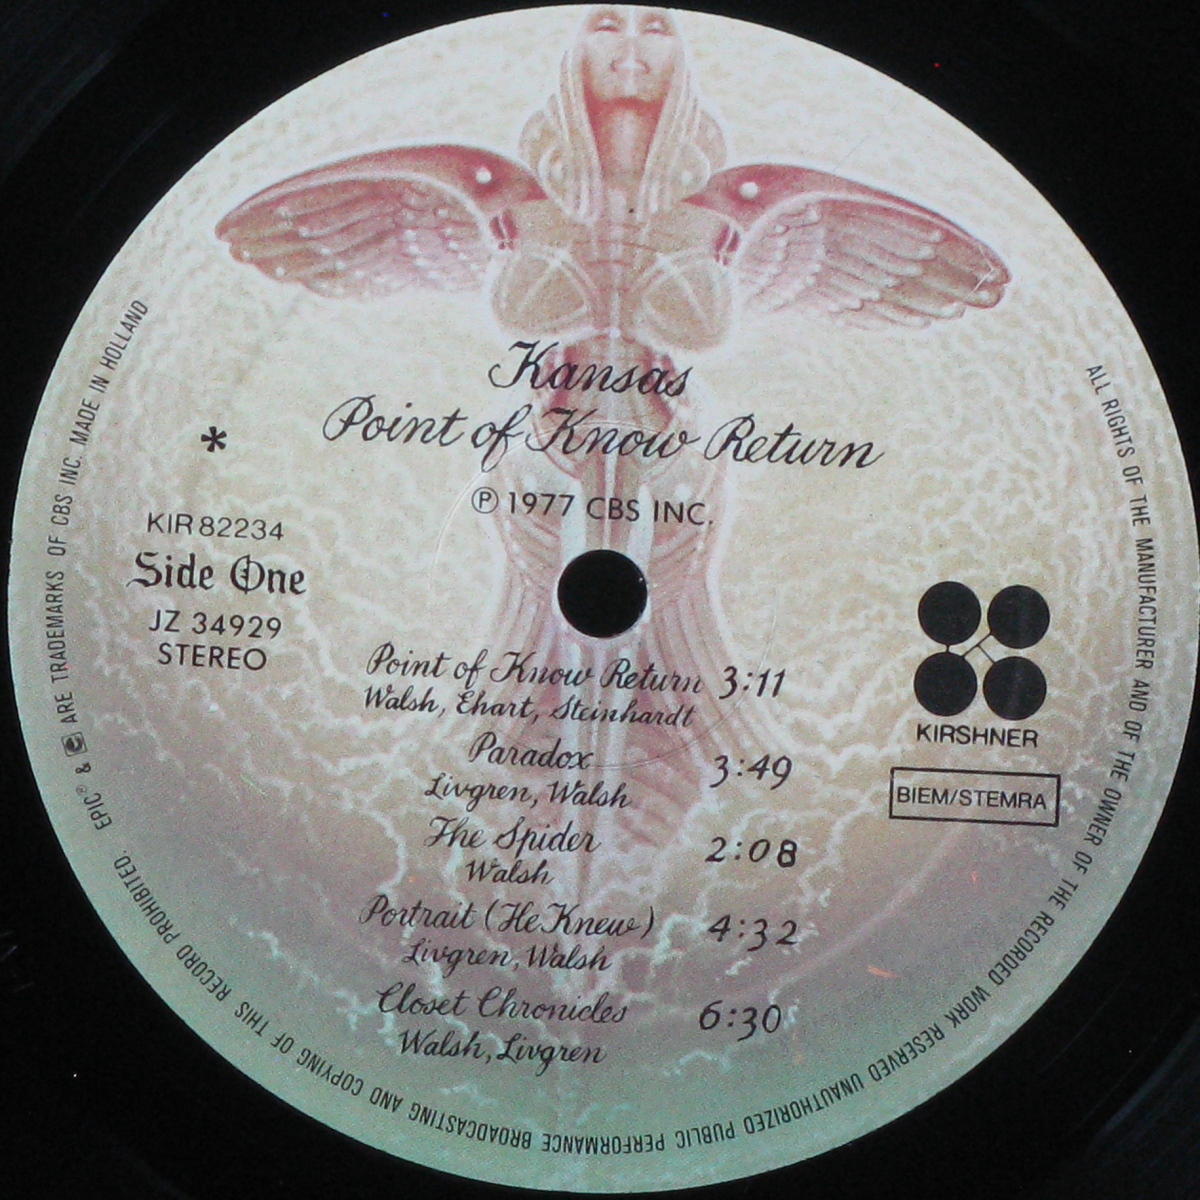 Kansas
Point of Know Return
℗ 1977 CBS INC.
*
KIR 82234
Side One
JZ 34929
STEREO
Point of Know Return 3:11
Walsh, Ehart, Steinhardt
Paradox 3:49
Livgren, Walsh
The Spider 2:08
Walsh
Portrait (He Knew) 4:32
Livgren, Walsh
Closet Chronicles 6:30
Walsh, Livgren
KIRSHNER
BIEM/STEMRA
ALL RIGHTS OF THE MANUFACTURER AND OF THE OWNER OF THE RECORDED WORK RESERVED UNAUTHORIZED PUBLIC PERFORMANCE BROADCASTING AND COPYING OF THIS RECORD PROHIBITED. EPIC® & e ARE TRADEMARKS OF CBS INC. MADE IN HOLLAND